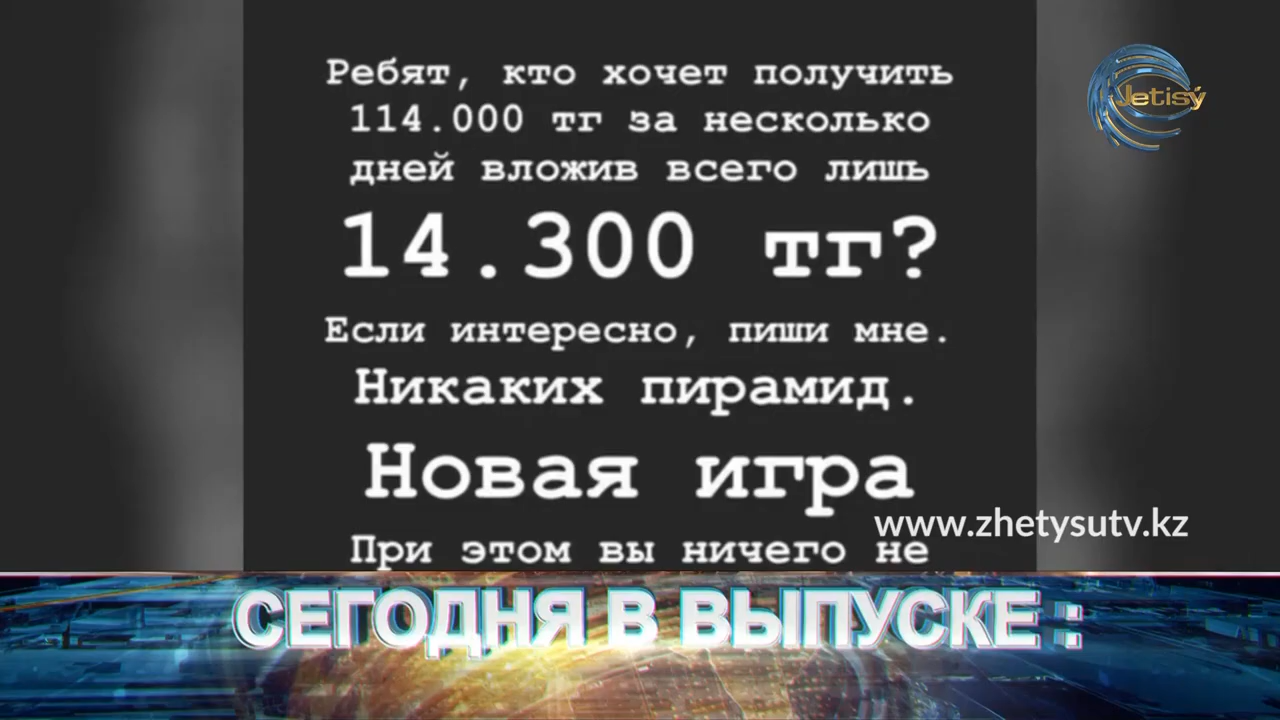 Ребят, кто хочет получить
114.000 тг за несколько
дней вложив всего лишь
14.300 тг?
Если интересно, пиши мне.
Никаких пирамид.
Новая игра
При этом вы ничего не
Jetisý
www.zhetysutv.kz
СЕГОДНЯ В ВЫПУСКЕ :